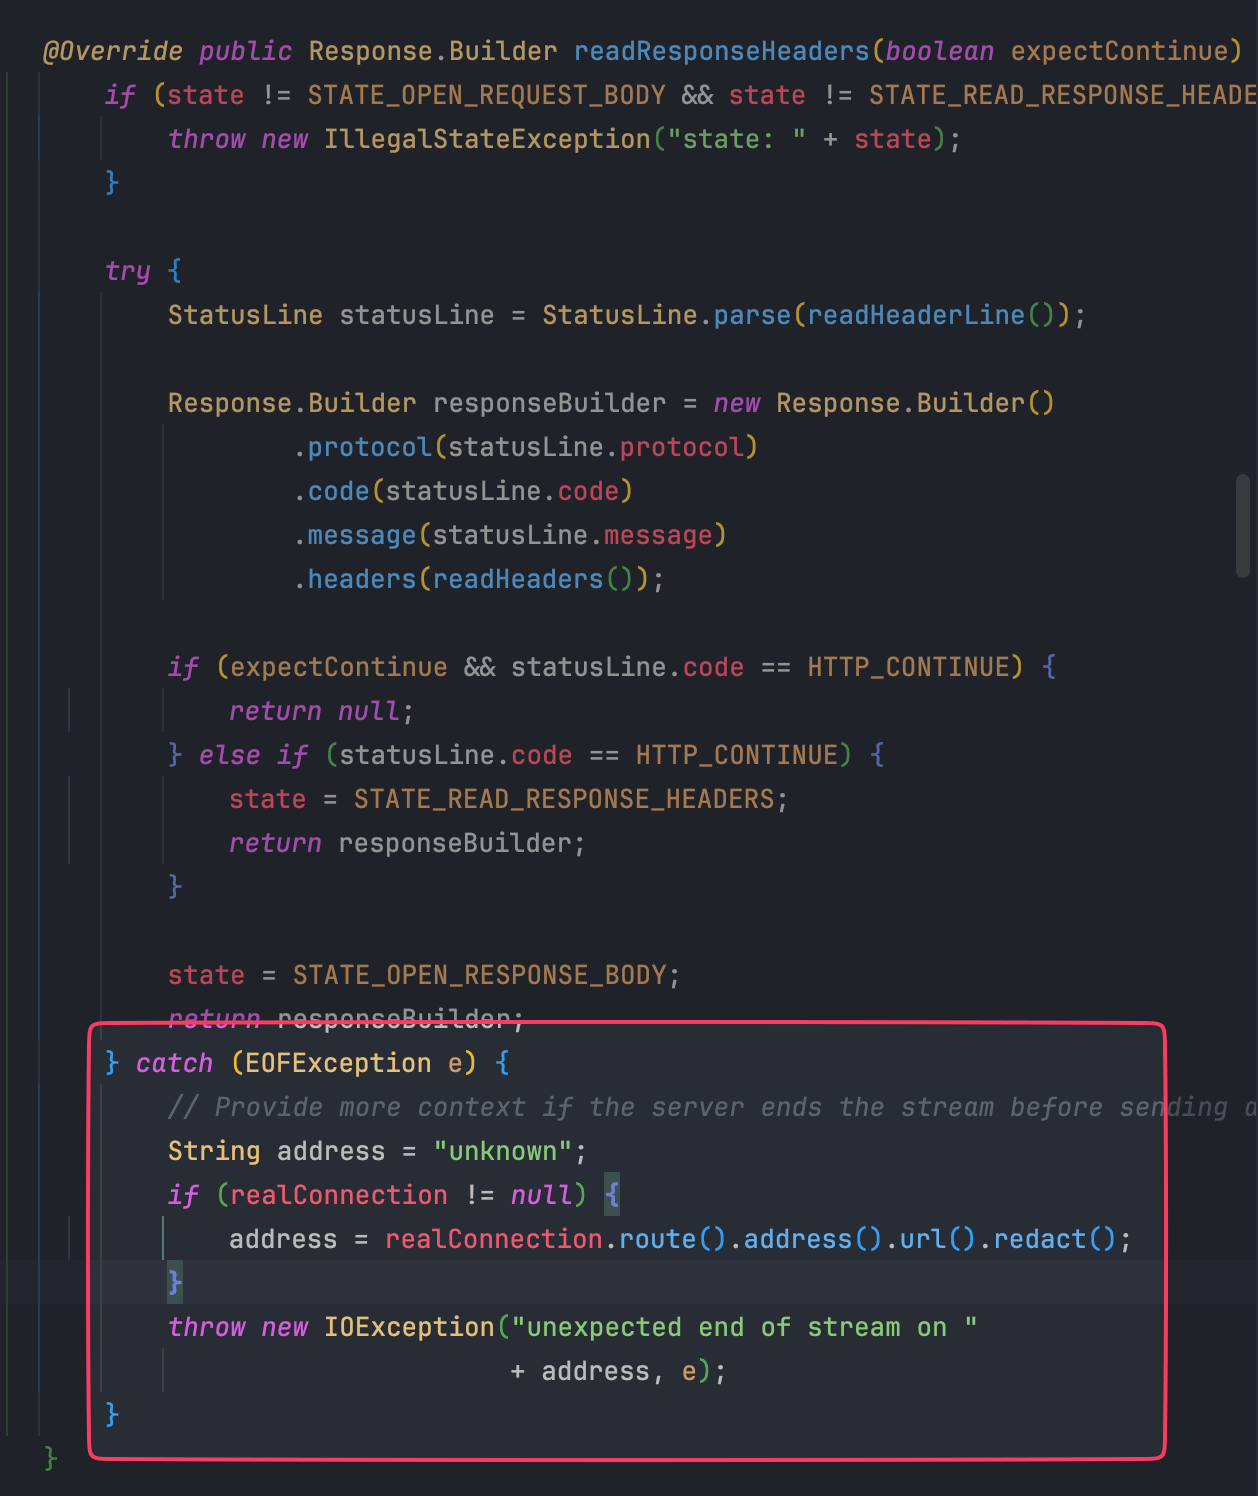 @Override public Response.Builder readResponseHeaders(boolean expectContinue)
if (state != STATE_OPEN_REQUEST_BODY && state != STATE_READ_RESPONSE_HEADE
throw new IllegalStateException("state: " + state);
}
try {
StatusLine statusLine = StatusLine.parse(readHeaderLine());
Response.Builder responseBuilder = new Response.Builder()
.protocol(statusLine.protocol)
.code(statusLine.code)
.message(statusLine.message)
.headers(readHeaders());
if (expectContinue && statusLine.code == HTTP_CONTINUE) {
return null;
} else if (statusLine.code == HTTP_CONTINUE) {
state = STATE_READ_RESPONSE_HEADERS;
return responseBuilder;
}
state = STATE_OPEN_RESPONSE_BODY;
return responseBuilder;
} catch (EOFException e) {
// Provide more context if the server ends the stream before sending
String address = "unknown";
if (realConnection != null) {
address = realConnection.route().address().url().redact();
}
throw new IOException("unexpected end of stream on "
+ address, e);
}
}